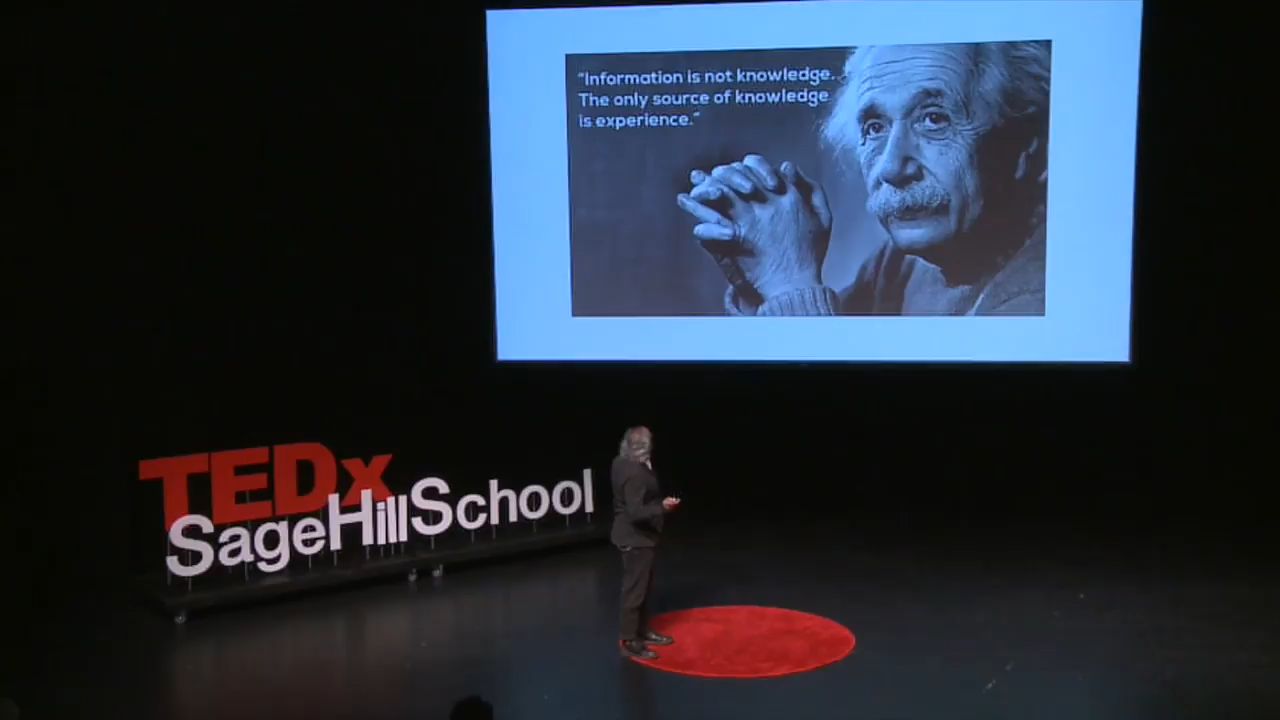 “Information is not knowledge.
The only source of knowledge
is experience.”
TEDx
SageHillSchool